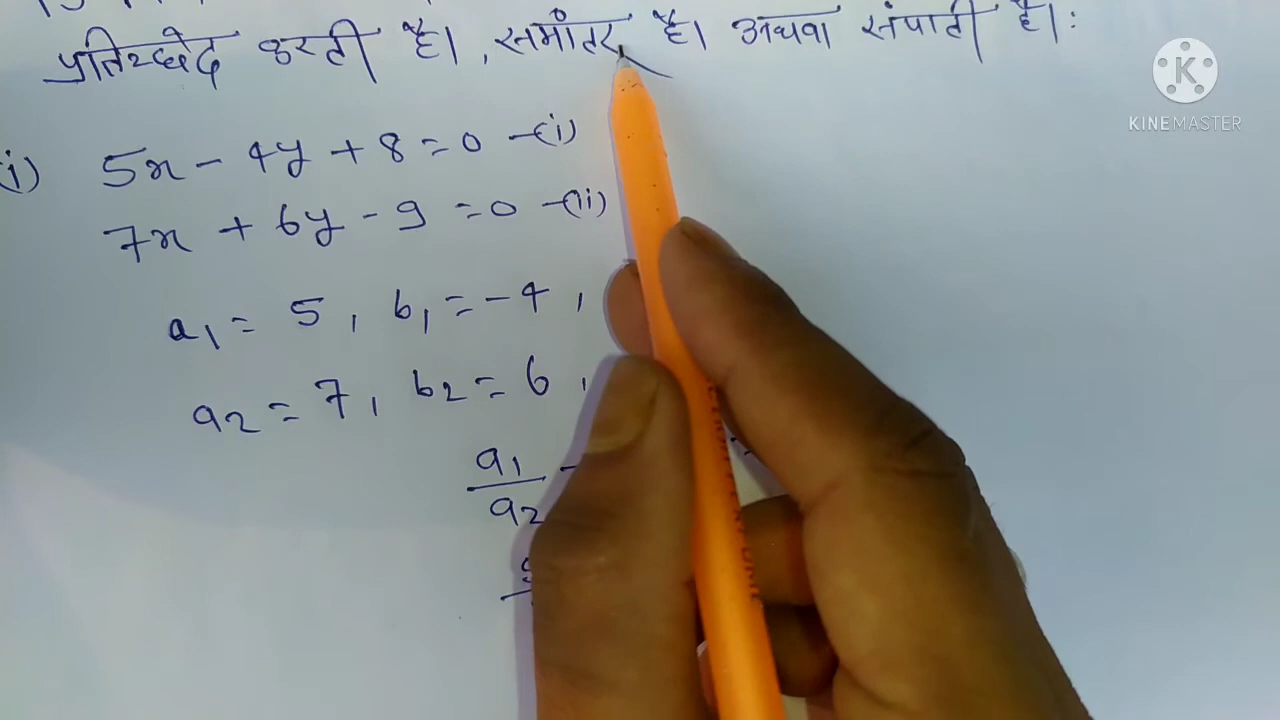 प्रतिच्छेद करती है। , समांतर है। अथवा संपाती है।:
KINEMASTER
(i) 5x - 4y + 8 = 0 -(i)
7x + 6y - 9 = 0 -(ii)
a1 = 5, b1 = -4,
a2 = 7, b2 = 6,
a1
a2